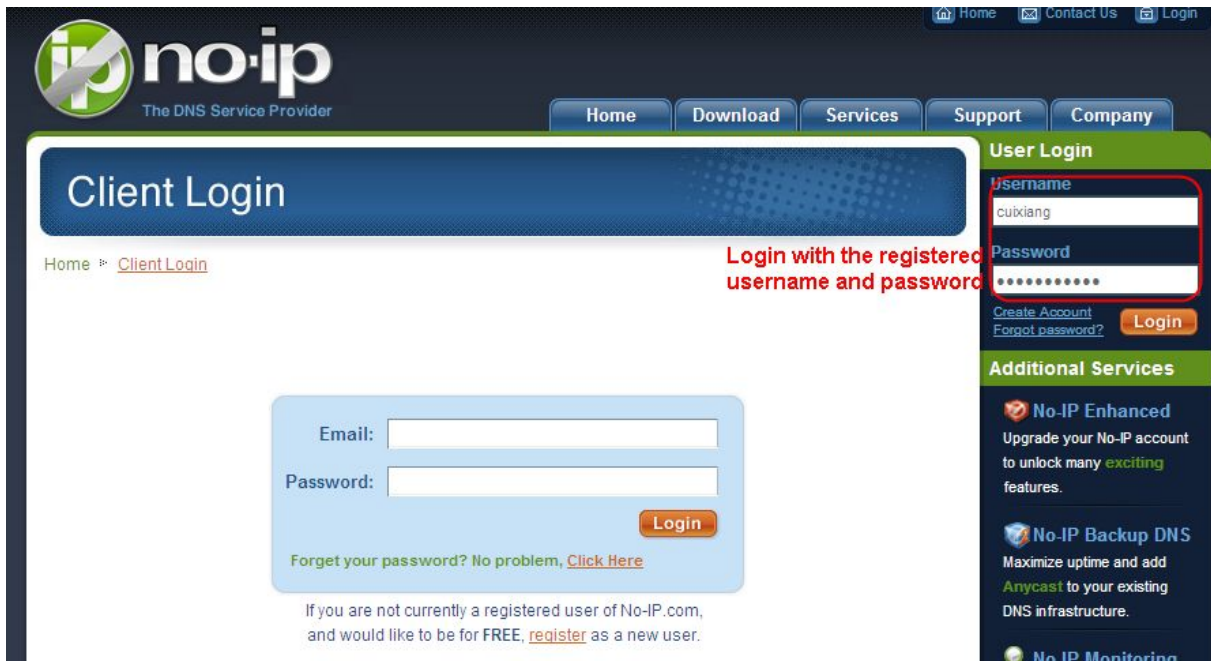 Home Contact Us Login
ip no·ip
The DNS Service Provider
Home Download Services Support Company
Client Login
Home Client Login
Login with the registered
username and password
User Login
Username
cuixiang
Password
•••••••••••
Create Account
Forgot password?
Login
Email:
Password:
Login
Forget your password? No problem, Click Here
If you are not currently a registered user of No-IP.com,
and would like to be for FREE, register as a new user.
Additional Services
No-IP Enhanced
Upgrade your No-IP account
to unlock many exciting
features.
No-IP Backup DNS
Maximize uptime and add
Anycast to your existing
DNS infrastructure.
No-IP Monitoring